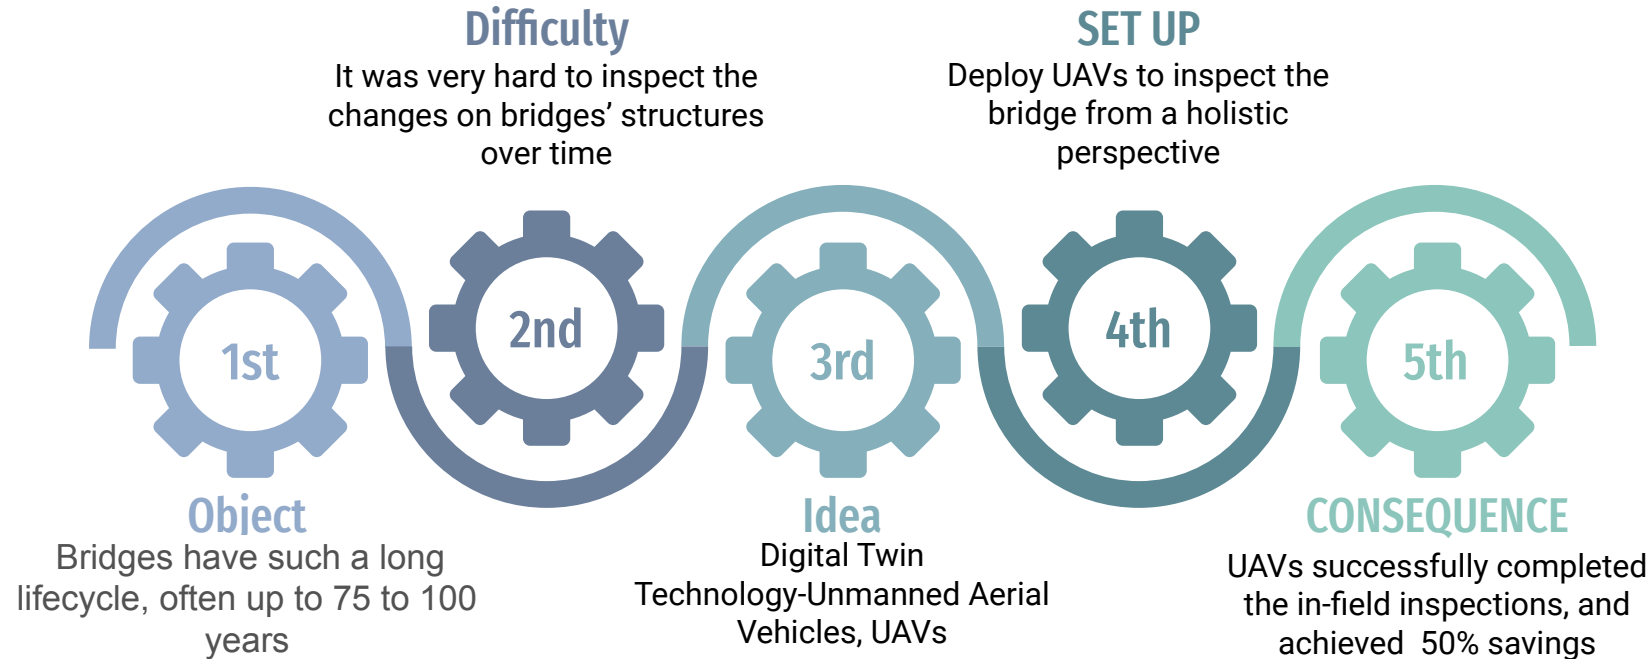 Difficulty
It was very hard to inspect the
changes on bridges’ structures
over time
SET UP
Deploy UAVs to inspect the
bridge from a holistic
perspective
1st
2nd
3rd
4th
5th
Object
Bridges have such a long
lifecycle, often up to 75 to 100
years
Idea
Digital Twin
Technology-Unmanned Aerial
Vehicles, UAVs
CONSEQUENCE
UAVs successfully completed
the in-field inspections, and
achieved  50% savings